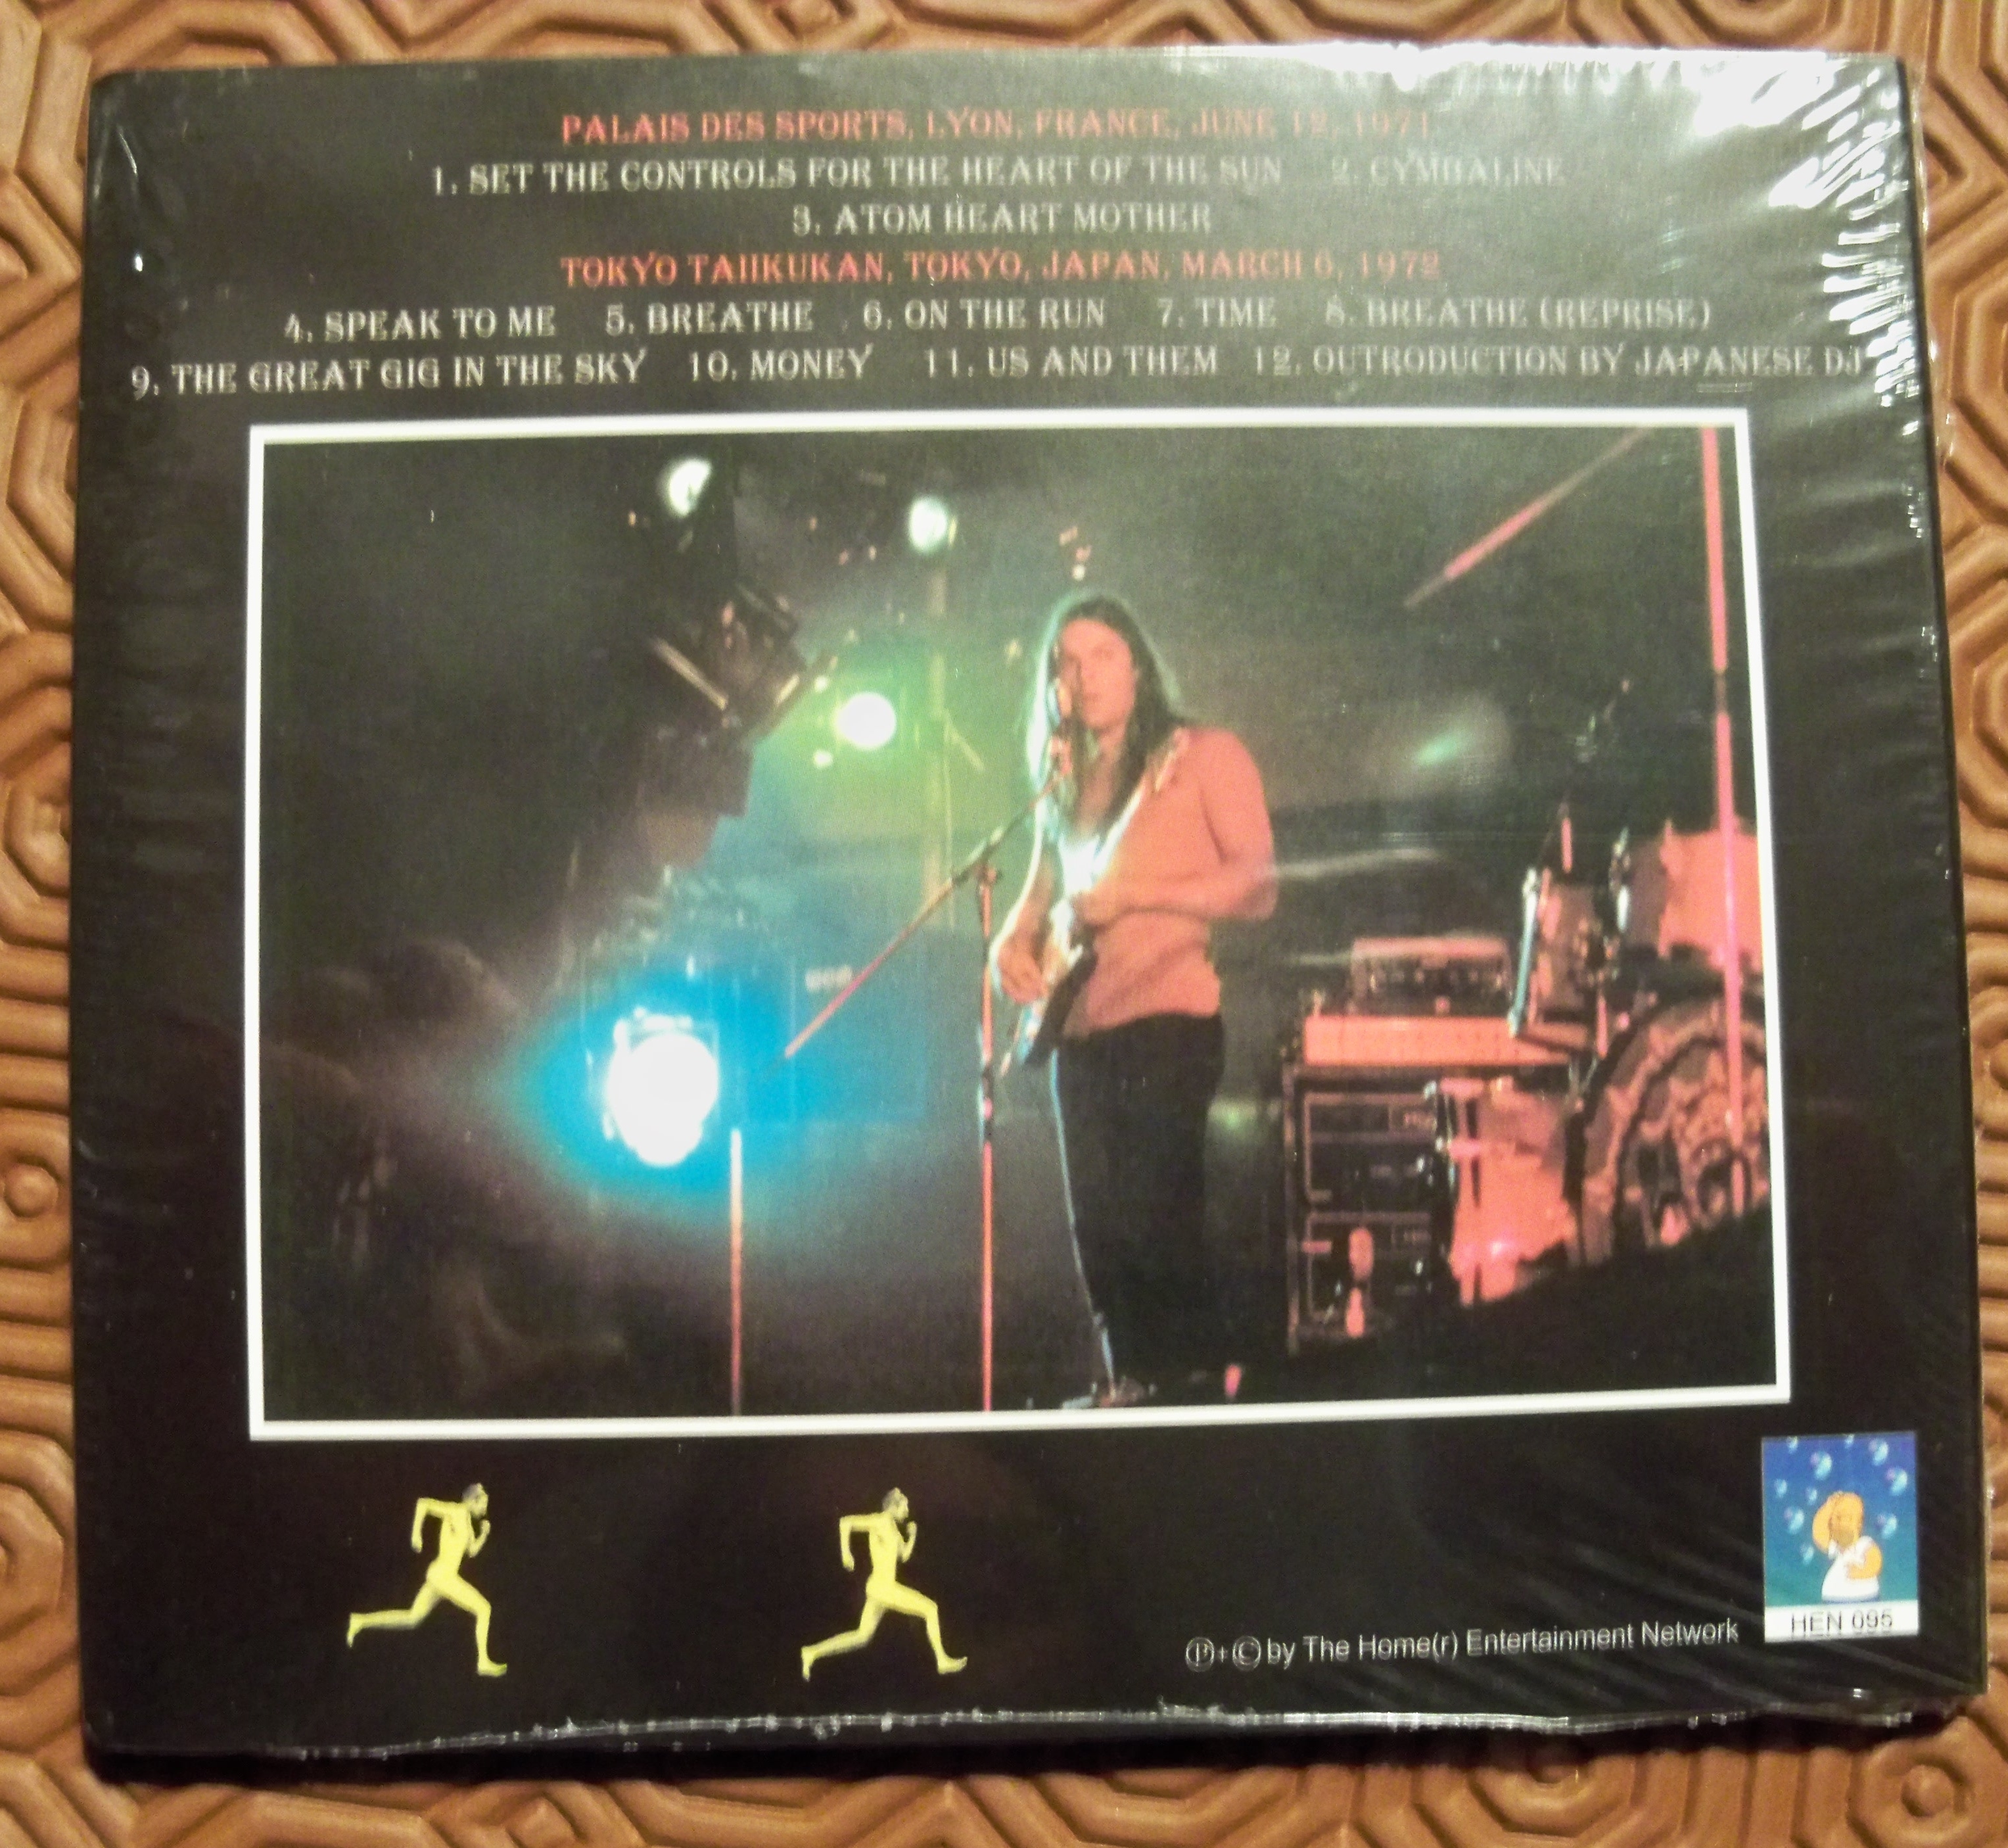 PALAIS DES SPORTS, LYON, FRANCE, JUNE 12, 1971
1. SET THE CONTROLS FOR THE HEART OF THE SUN 2. CYMBALINE
3. ATOM HEART MOTHER
TOKYO TAIIKUKAN, TOKYO, JAPAN, MARCH 6, 1972
4. SPEAK TO ME 5. BREATHE 6. ON THE RUN 7. TIME 8. BREATHE (REPRISE)
9. THE GREAT GIG IN THE SKY 10. MONEY 11. US AND THEM 12. OUTRODUCTION BY JAPANESE DJ
Ⓟ+© by The Home(r) Entertainment Network
HEN 095